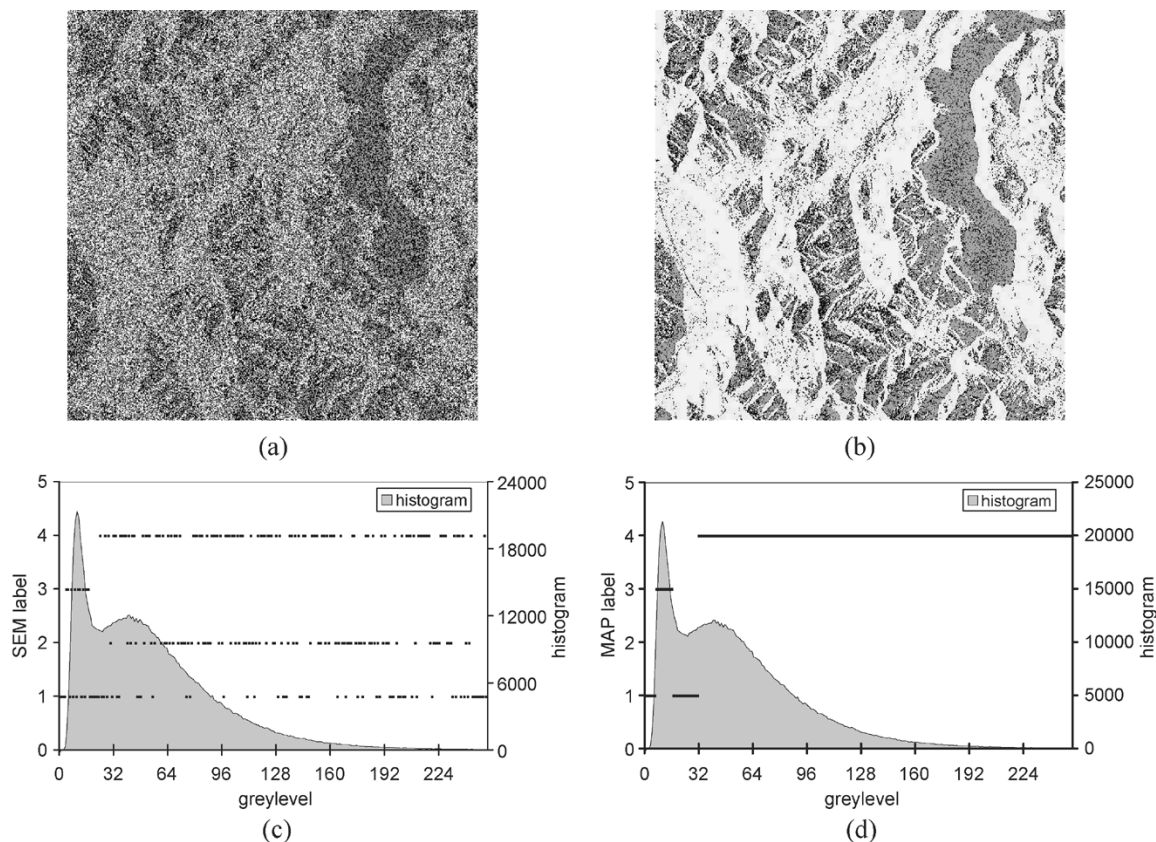 (a)
(b)
5
4
3
2
1
0
SEM label
24000
18000
12000
6000
0
histogram
histogram
0 32 64 96 128 160 192 224
greylevel
(c)
5
4
3
2
1
0
MAP label
25000
20000
15000
10000
5000
0
histogram
histogram
0 32 64 96 128 160 192 224
greylevel
(d)